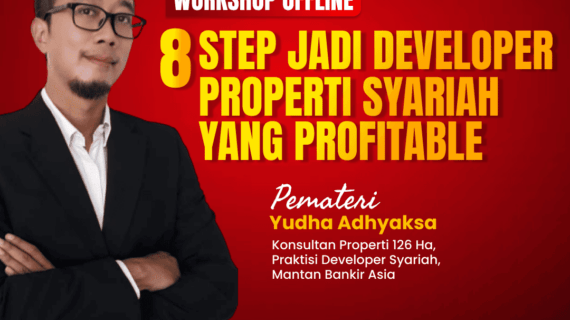 WORKSHOP OFFLINE
8 STEP JADI DEVELOPER
PROPERTI SYARIAH
YANG PROFITABLE
Pemateri
Yudha Adhyaksa
Konsultan Properti 126 Ha,
Praktisi Developer Syariah,
Mantan Bankir Asia